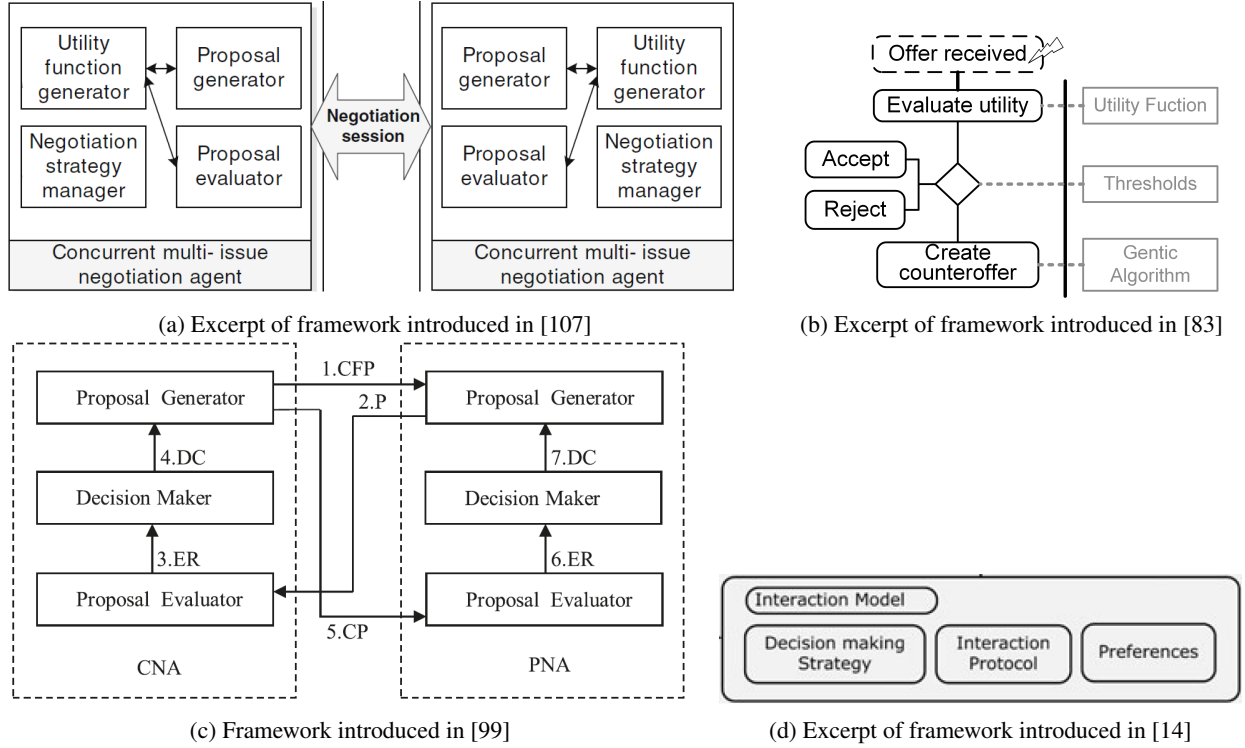 Utility
function
generator
Proposal
generator
Negotiation
strategy
manager
Proposal
evaluator
Concurrent multi- issue
negotiation agent
Negotiation
session
Proposal
generator
Utility
function
generator
Proposal
evaluator
Negotiation
strategy
manager
Concurrent multi- issue
negotiation agent
(a) Excerpt of framework introduced in [107]
Offer received
Evaluate utility
Utility Fuction
Accept
Reject
Thresholds
Create
counteroffer
Gentic
Algorithm
(b) Excerpt of framework introduced in [83]
Proposal Generator
4.DC
Decision Maker
3.ER
Proposal Evaluator
CNA
1.CFP
2.P
5.CP
Proposal Generator
7.DC
Decision Maker
6.ER
Proposal Evaluator
PNA
(c) Framework introduced in [99]
Interaction Model
Decision making
Strategy
Interaction
Protocol
Preferences
(d) Excerpt of framework introduced in [14]